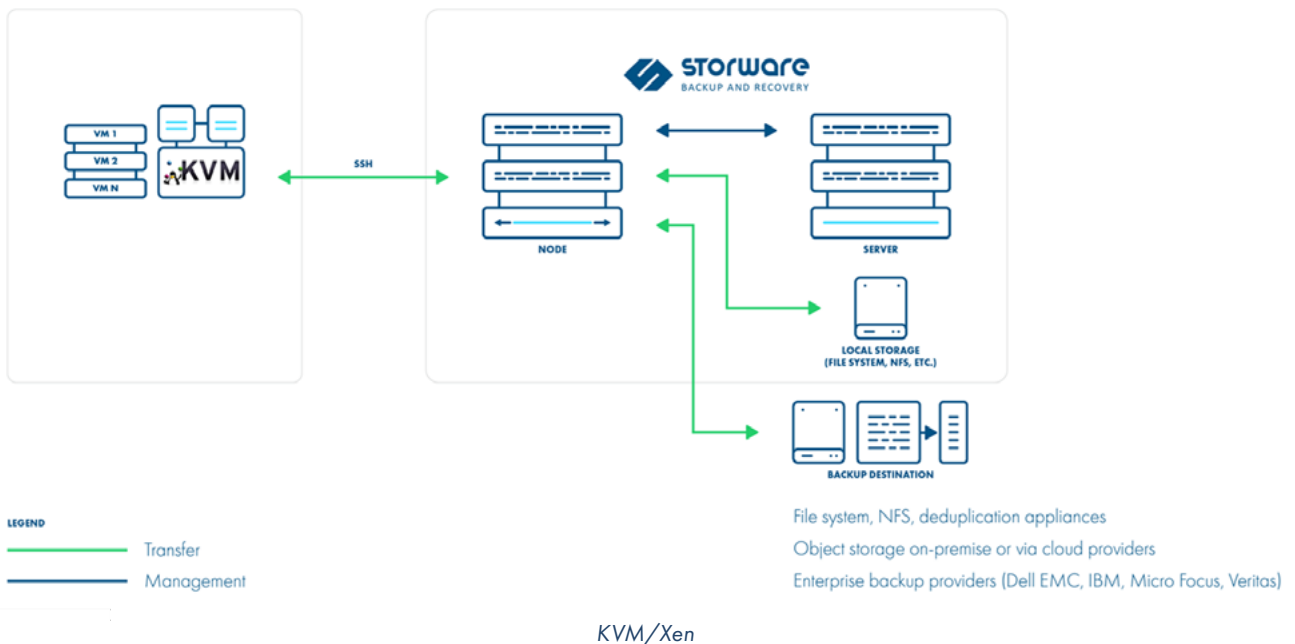 STORWARE
BACKUP AND RECOVERY
VM 1
VM 2
VM N
KVM
SSH
NODE
SERVER
LOCAL STORAGE
(FILE SYSTEM, NFS, ETC.)
BACKUP DESTINATION
LEGEND
Transfer
Management
File system, NFS, deduplication appliances
Object storage on-premise or via cloud providers
Enterprise backup providers (Dell EMC, IBM, Micro Focus, Veritas)
KVM/Xen